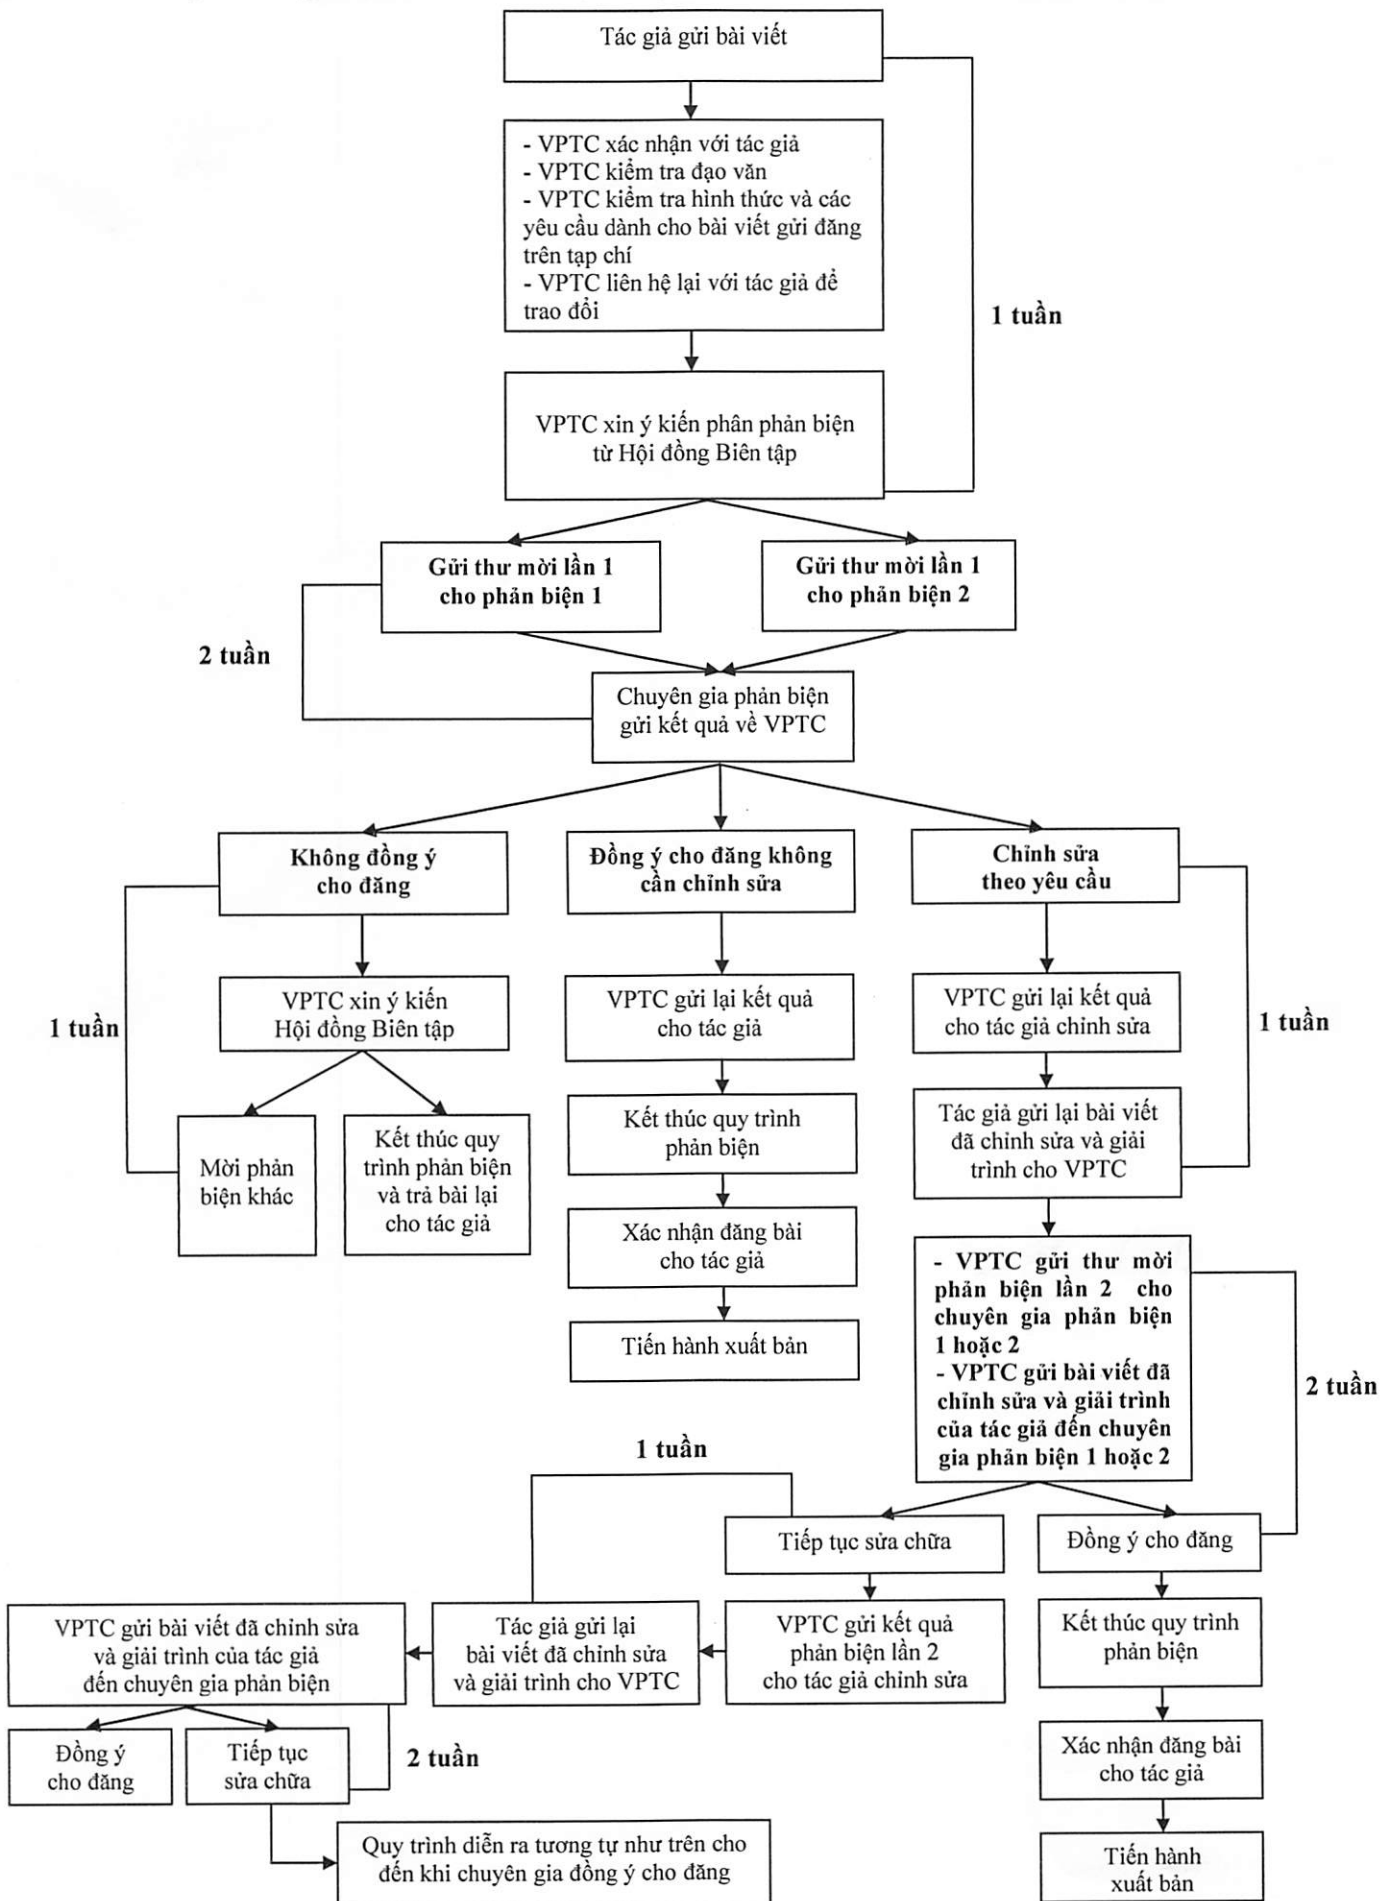 Tác giả gửi bài viết
- VPTC xác nhận với tác giả
- VPTC kiểm tra đạo văn
- VPTC kiểm tra hình thức và các
yêu cầu dành cho bài viết gửi đăng
trên tạp chí
- VPTC liên hệ lại với tác giả để
trao đổi
1 tuần
VPTC xin ý kiến phân phản biện
từ Hội đồng Biên tập
Gửi thư mời lần 1
cho phản biện 1
Gửi thư mời lần 1
cho phản biện 2
2 tuần
Chuyên gia phản biện
gửi kết quả về VPTC
Không đồng ý
cho đăng
Đồng ý cho đăng không
cần chỉnh sửa
Chỉnh sửa
theo yêu cầu
VPTC xin ý kiến
Hội đồng Biên tập
VPTC gửi lại kết quả
cho tác giả
VPTC gửi lại kết quả
cho tác giả chỉnh sửa
1 tuần
1 tuần
Mời phản
biện khác
Kết thúc quy
trình phản biện
và trả bài lại
cho tác giả
Kết thúc quy trình
phản biện
Tác giả gửi lại bài viết
đã chỉnh sửa và giải
trình cho VPTC
Xác nhận đăng bài
cho tác giả
Tiến hành xuất bản
- VPTC gửi thư mời
phản biện lần 2 cho
chuyên gia phản biện
1 hoặc 2
- VPTC gửi bài viết đã
chỉnh sửa và giải trình
của tác giả đến chuyên
gia phản biện 1 hoặc 2
2 tuần
1 tuần
Tiếp tục sửa chữa
Đồng ý cho đăng
VPTC gửi bài viết đã chỉnh sửa
và giải trình của tác giả
đến chuyên gia phản biện
Tác giả gửi lại
bài viết đã chỉnh sửa
và giải trình cho VPTC
VPTC gửi kết quả
phản biện lần 2
cho tác giả chỉnh sửa
Kết thúc quy trình
phản biện
Đồng ý
cho đăng
Tiếp tục
sửa chữa
2 tuần
Xác nhận đăng bài
cho tác giả
Quy trình diễn ra tương tự như trên cho
đến khi chuyên gia đồng ý cho đăng
Tiến hành
xuất bản